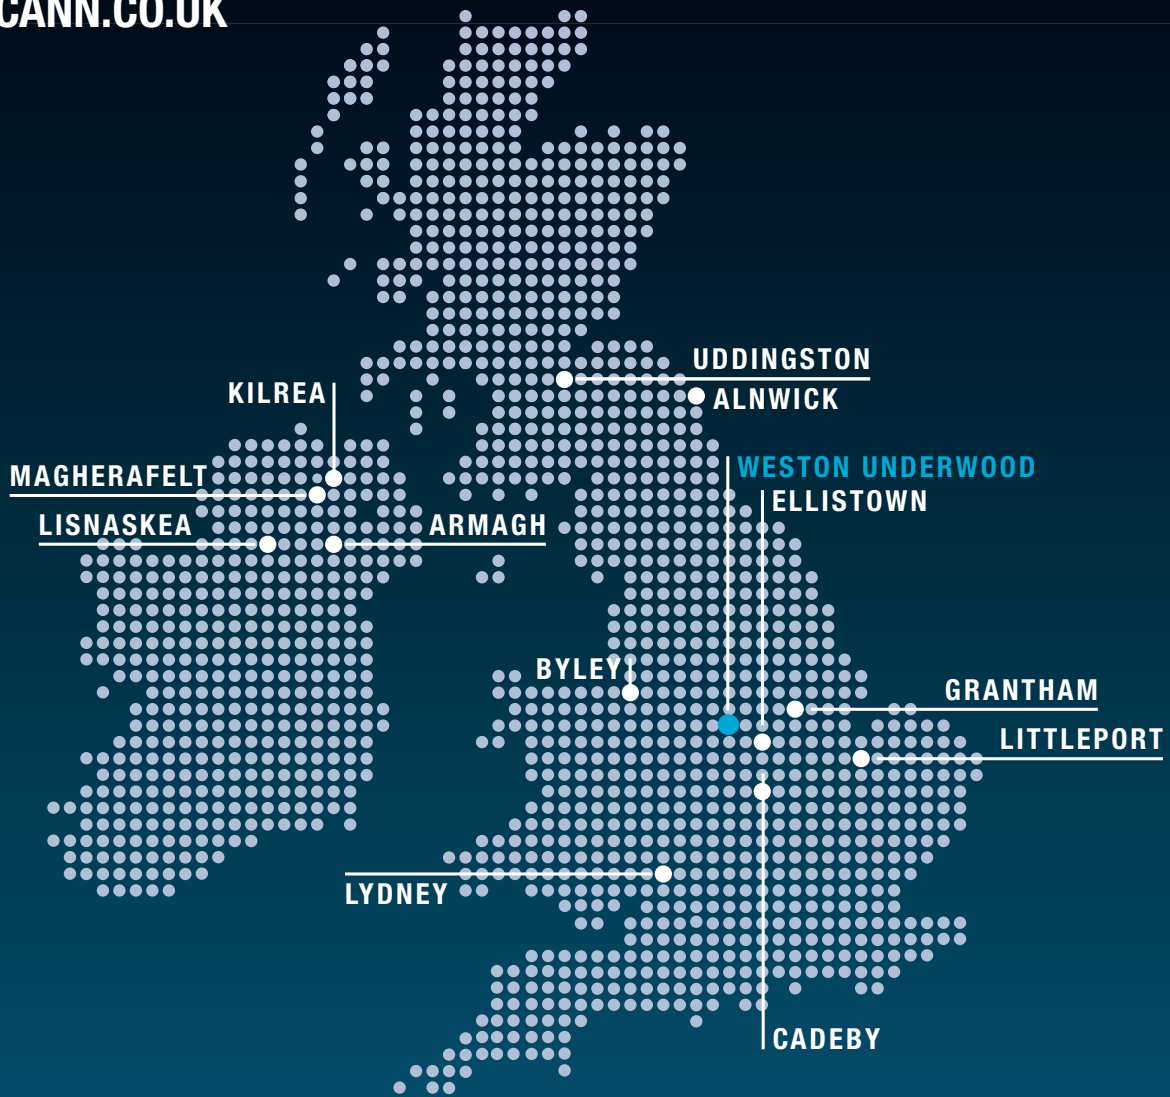 CANN.CO.UK
UDDINGSTON
KILREA
ALNWICK
WESTON UNDERWOOD
MAGHERAFELT
ELLISTOWN
LISNASKEA
ARMAGH
BYLEY
GRANTHAM
LITTLEPORT
LYDNEY
CADEBY